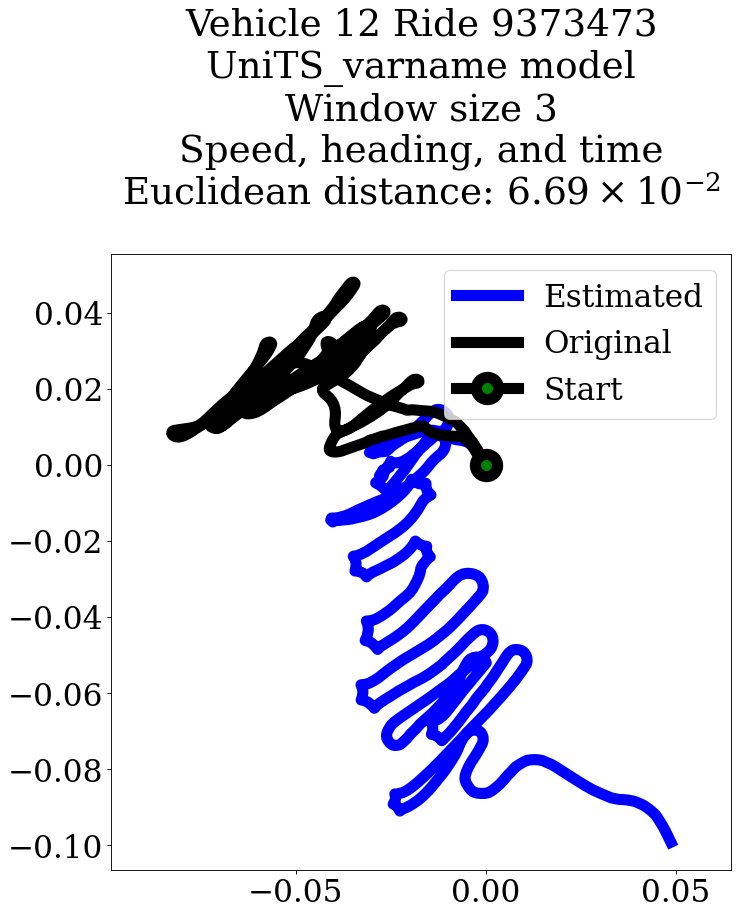 Vehicle 12 Ride 9373473
UniTS_varname model
Window size 3
Speed, heading, and time
Euclidean distance: 6.69 × 10⁻²
Estimated
Original
Start
0.04
0.02
0.00
−0.02
−0.04
−0.06
−0.08
−0.10
−0.05
0.00
0.05